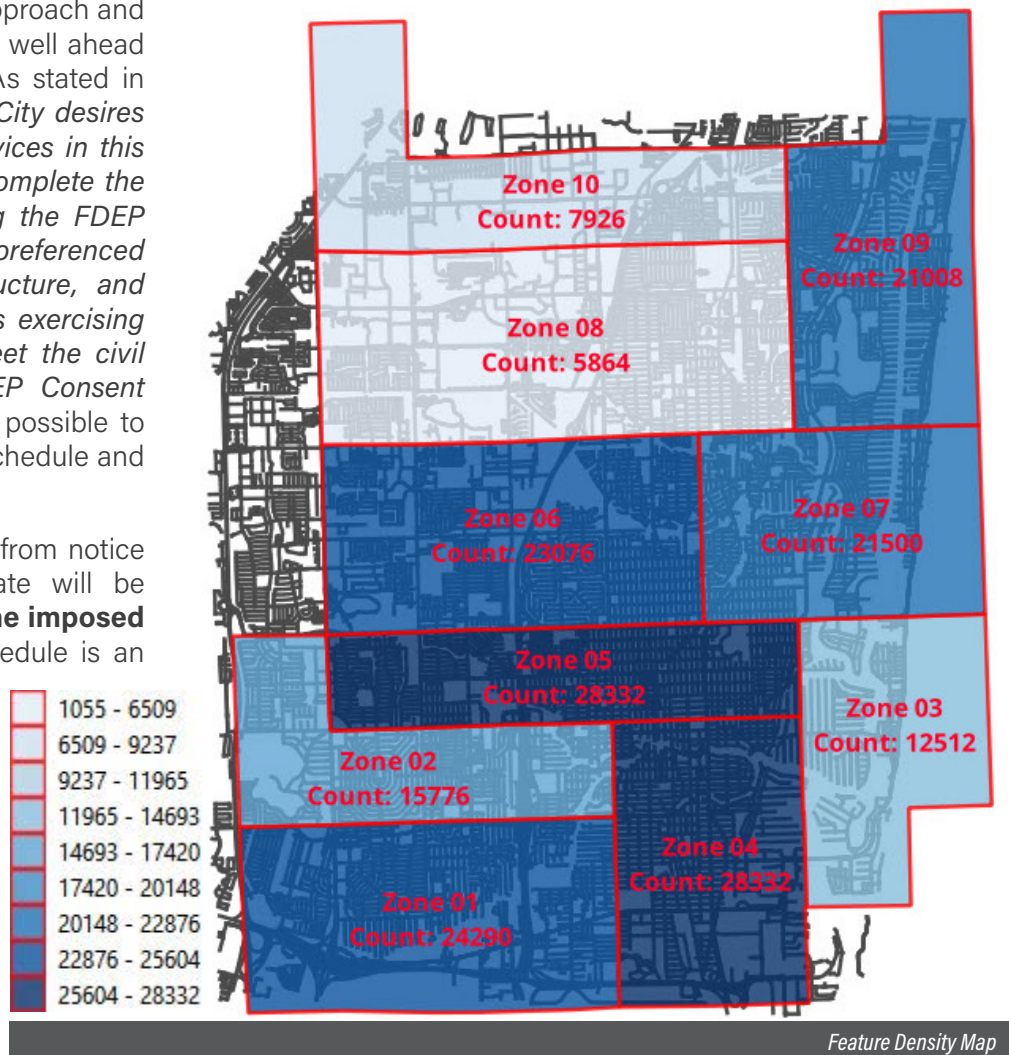 proach and
well ahead
As stated in
City desires
vices in this
omplete the
g the FDEP
oreferenced
ucture, and
s exercising
eet the civil
EP Consent
possible to
chedule and
from notice
ate will be
ne imposed
edule is an
Zone 10
Count: 7926
Zone 09
Count: 21008
Zone 08
Count: 5864
Zone 06
Count: 23076
Zone 07
Count: 21500
Zone 05
Count: 28332
Zone 03
Count: 12512
Zone 02
Count: 15776
Zone 04
Count: 28332
Zone 01
Count: 24290
1055 - 6509
6509 - 9237
9237 - 11965
11965 - 14693
14693 - 17420
17420 - 20148
20148 - 22876
22876 - 25604
25604 - 28332
Feature Density Map